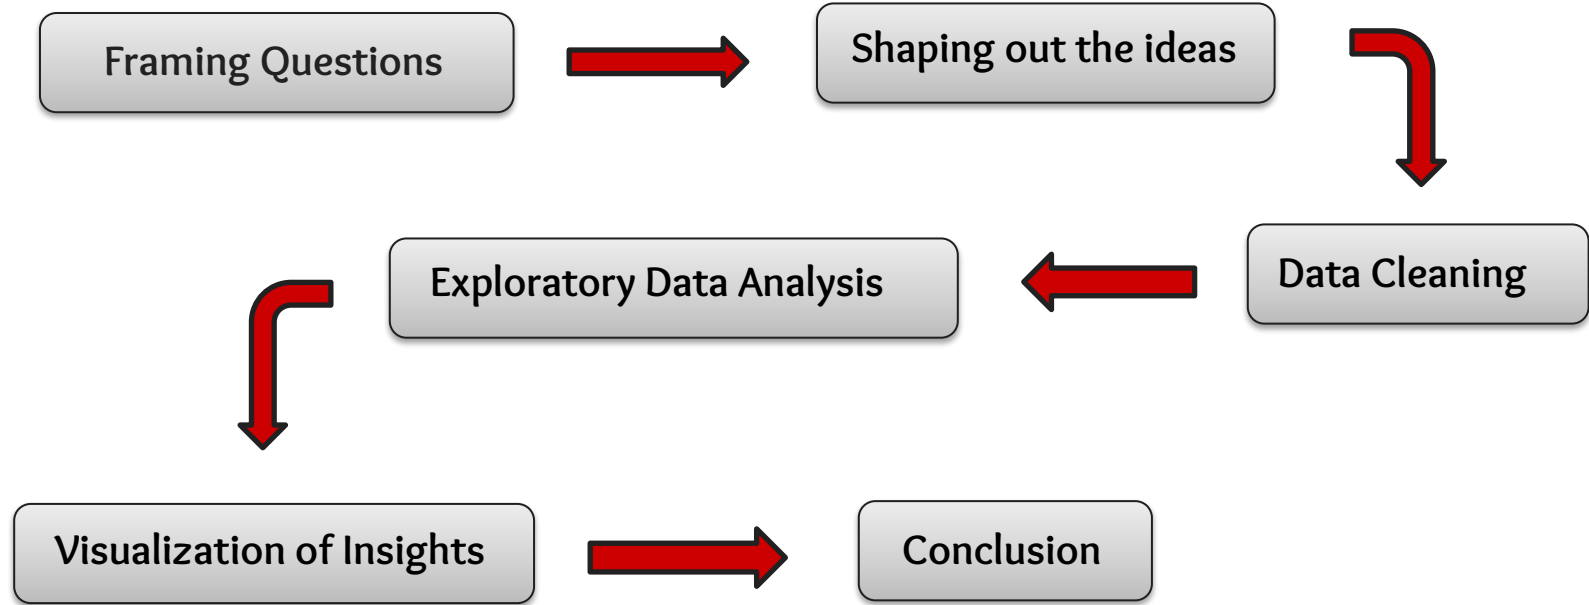 Framing Questions
Shaping out the ideas
Data Cleaning
Exploratory Data Analysis
Visualization of Insights
Conclusion